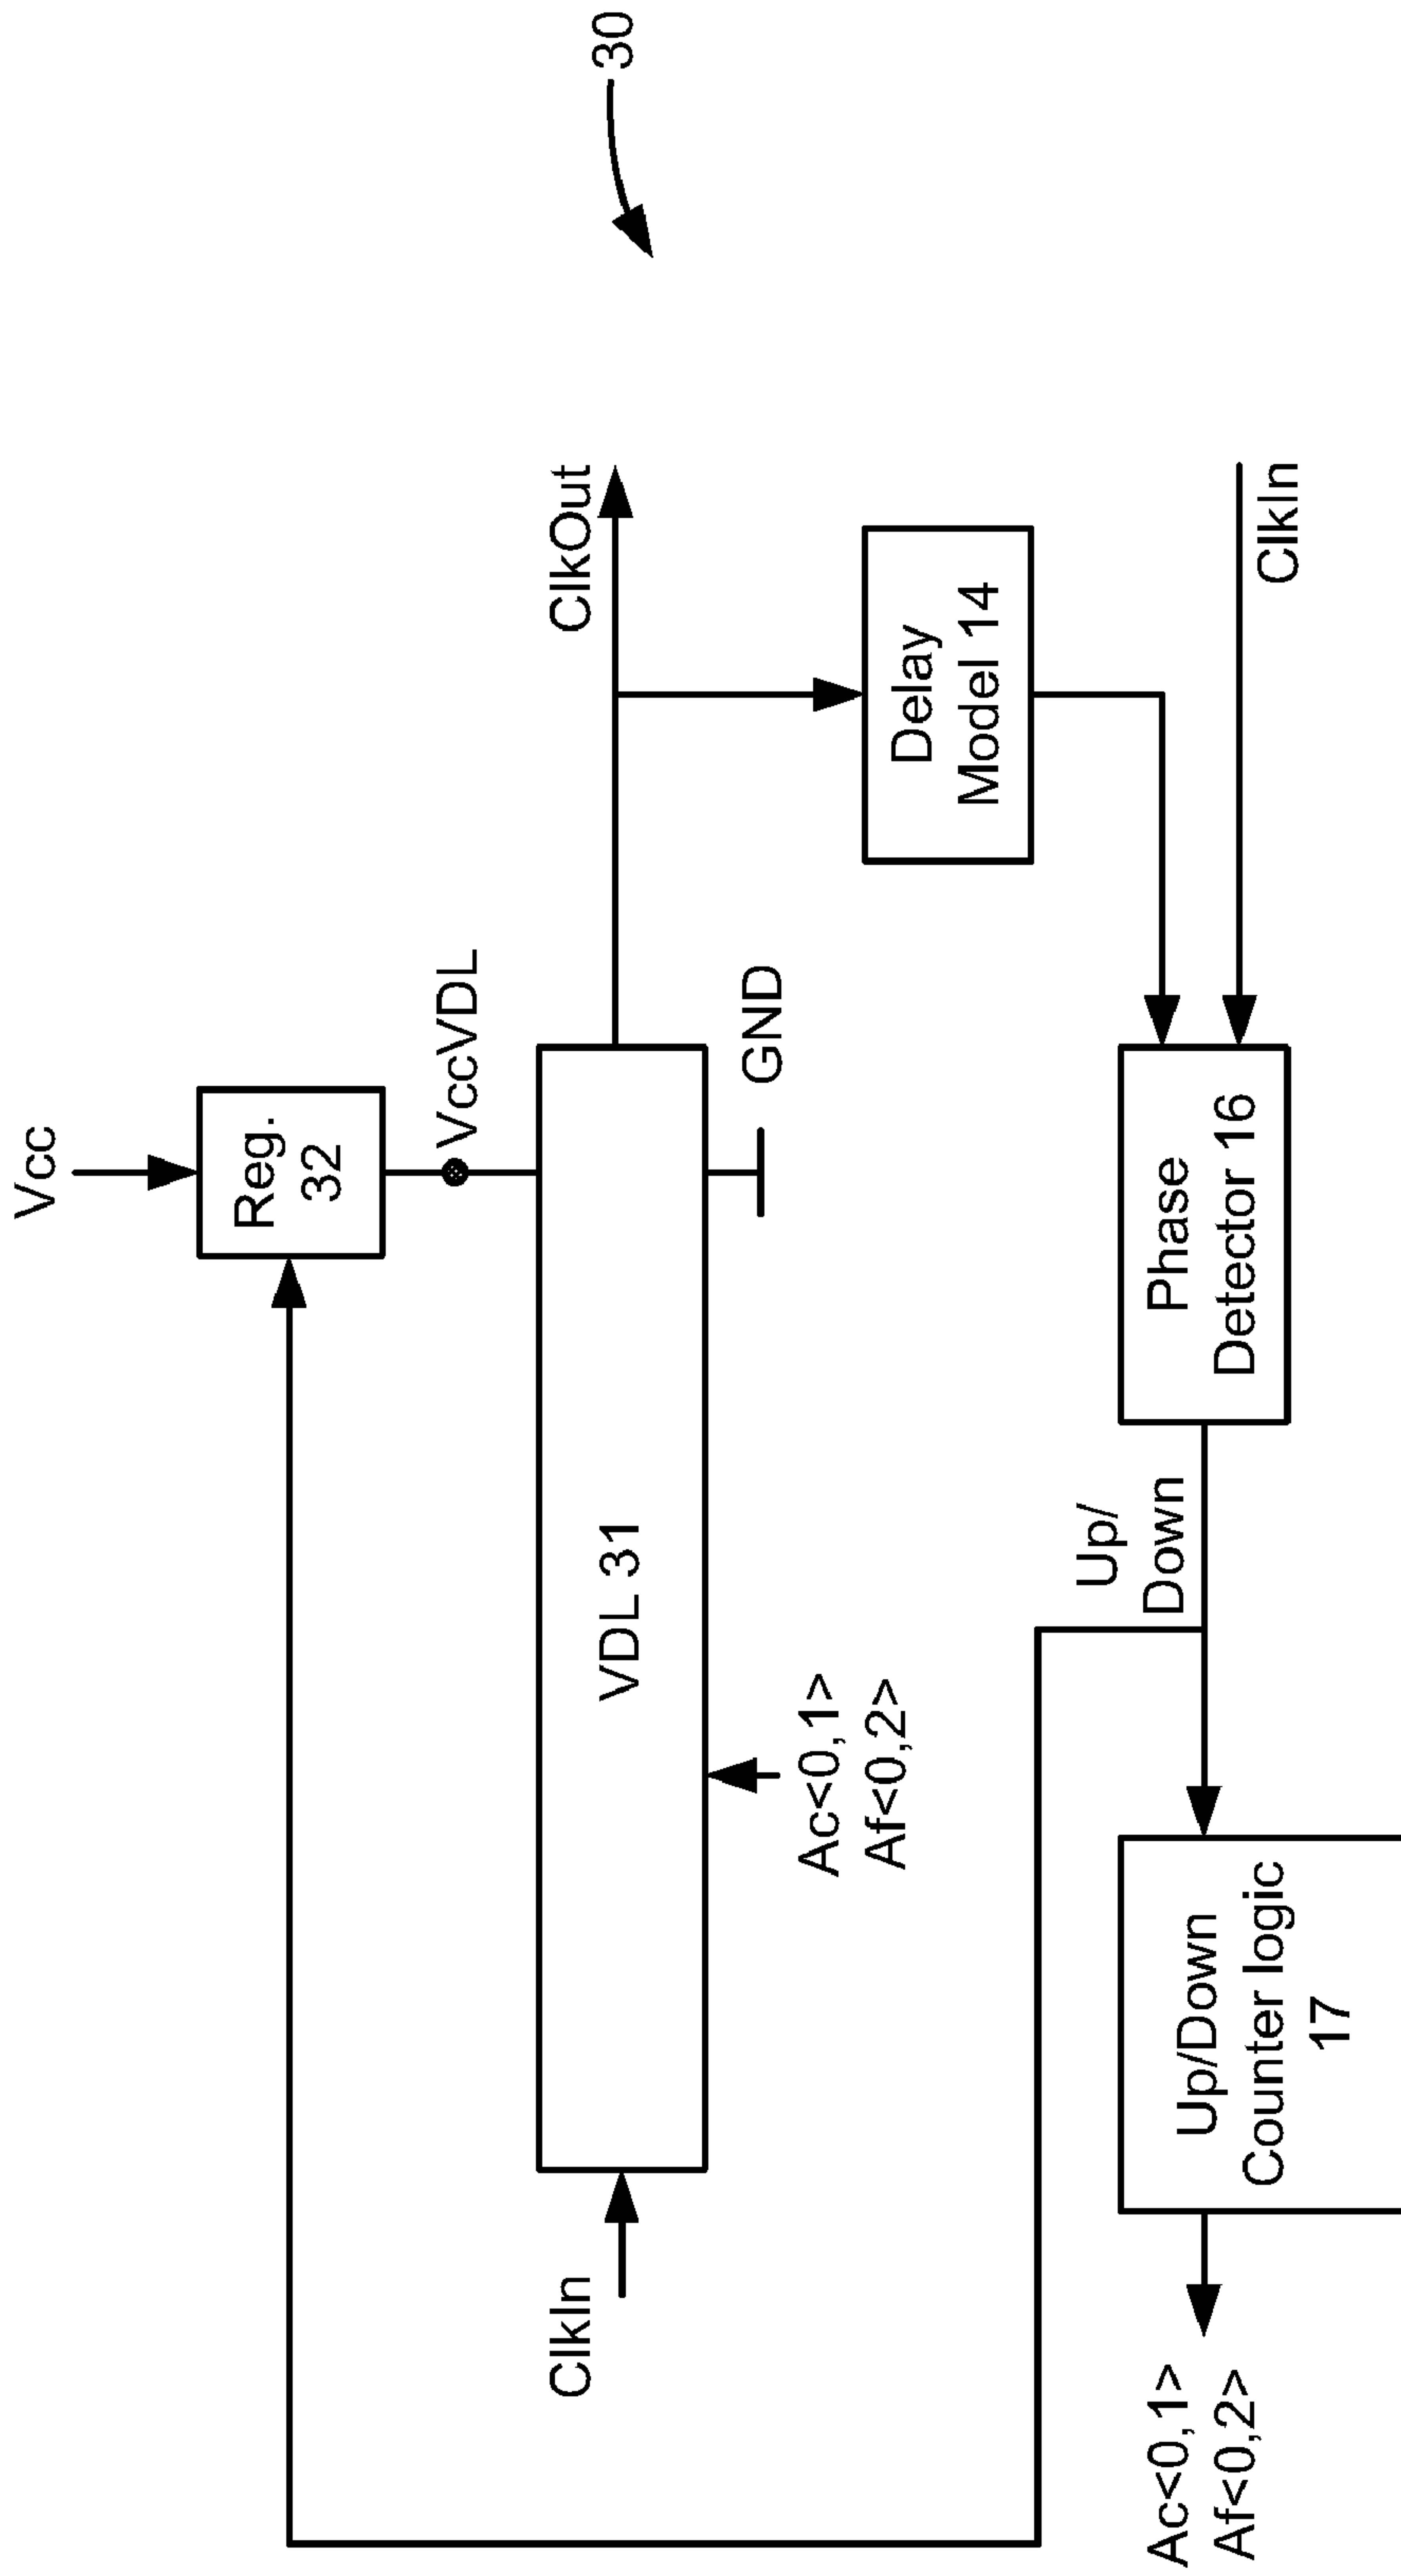 Vcc
Reg.
32
VccVDL
30
ClkIn
VDL 31
ClkOut
GND
Ac<0,1>
Af<0,2>
Delay
Model 14
Up/
Down
Ac<0,1>
Af<0,2>
Up/Down
Counter logic
17
Phase
Detector 16
ClkIn